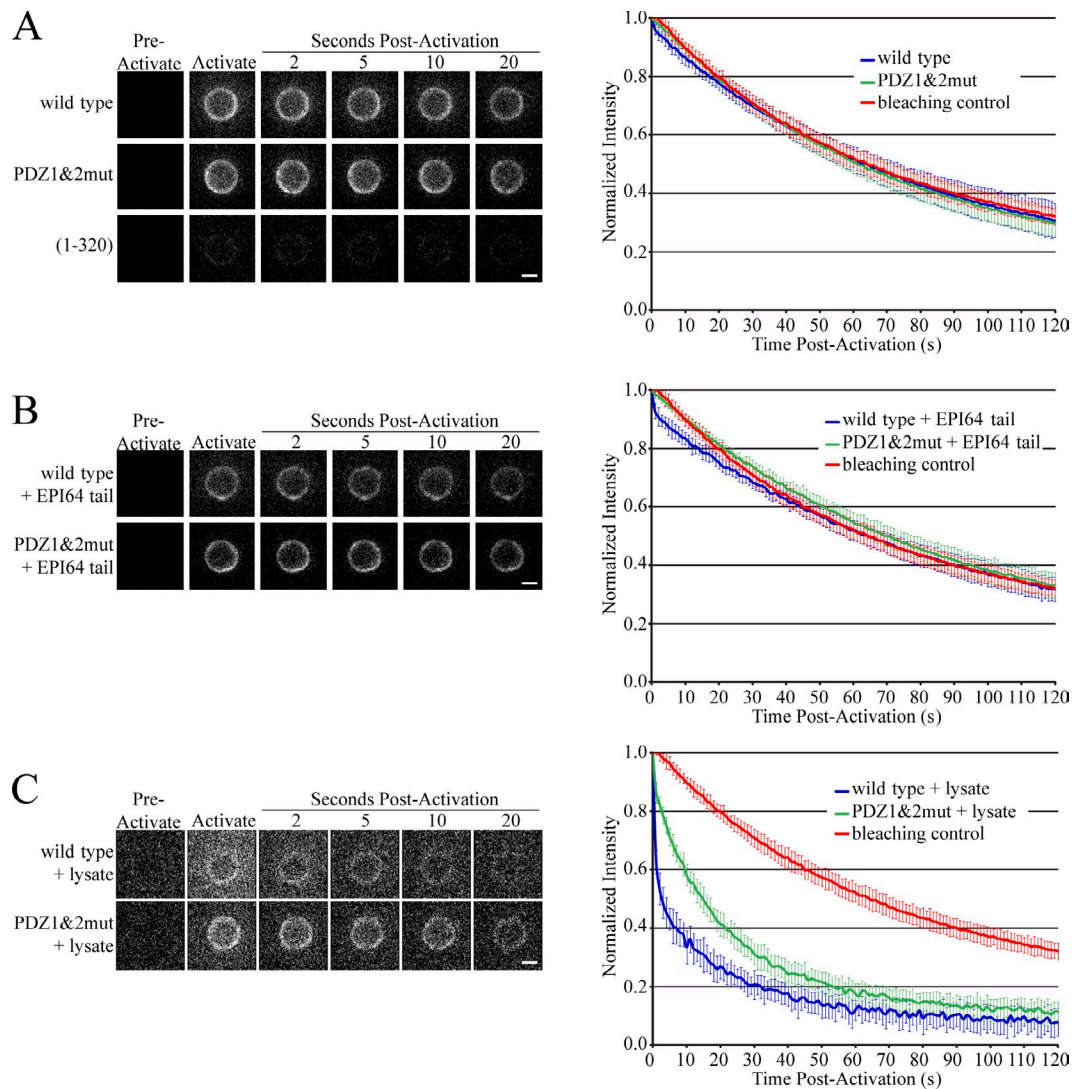 A
Pre-
Activate
Activate
Seconds Post-Activation
2 5 10 20
wild type
PDZ1&2mut
(1-320)
Normalized Intensity
1.0
0.8
0.6
0.4
0.2
0.0
wild type
PDZ1&2mut
bleaching control
0 10 20 30 40 50 60 70 80 90 100 110 120
Time Post-Activation (s)
B
Pre-
Activate
Activate
Seconds Post-Activation
2 5 10 20
wild type
+ EPI64 tail
PDZ1&2mut
+ EPI64 tail
Normalized Intensity
1.0
0.8
0.6
0.4
0.2
0.0
wild type + EPI64 tail
PDZ1&2mut + EPI64 tail
bleaching control
0 10 20 30 40 50 60 70 80 90 100 110 120
Time Post-Activation (s)
C
Pre-
Activate
Activate
Seconds Post-Activation
2 5 10 20
wild type
+ lysate
PDZ1&2mut
+ lysate
Normalized Intensity
1.0
0.8
0.6
0.4
0.2
0.0
wild type + lysate
PDZ1&2mut + lysate
bleaching control
0 10 20 30 40 50 60 70 80 90 100 110 120
Time Post-Activation (s)